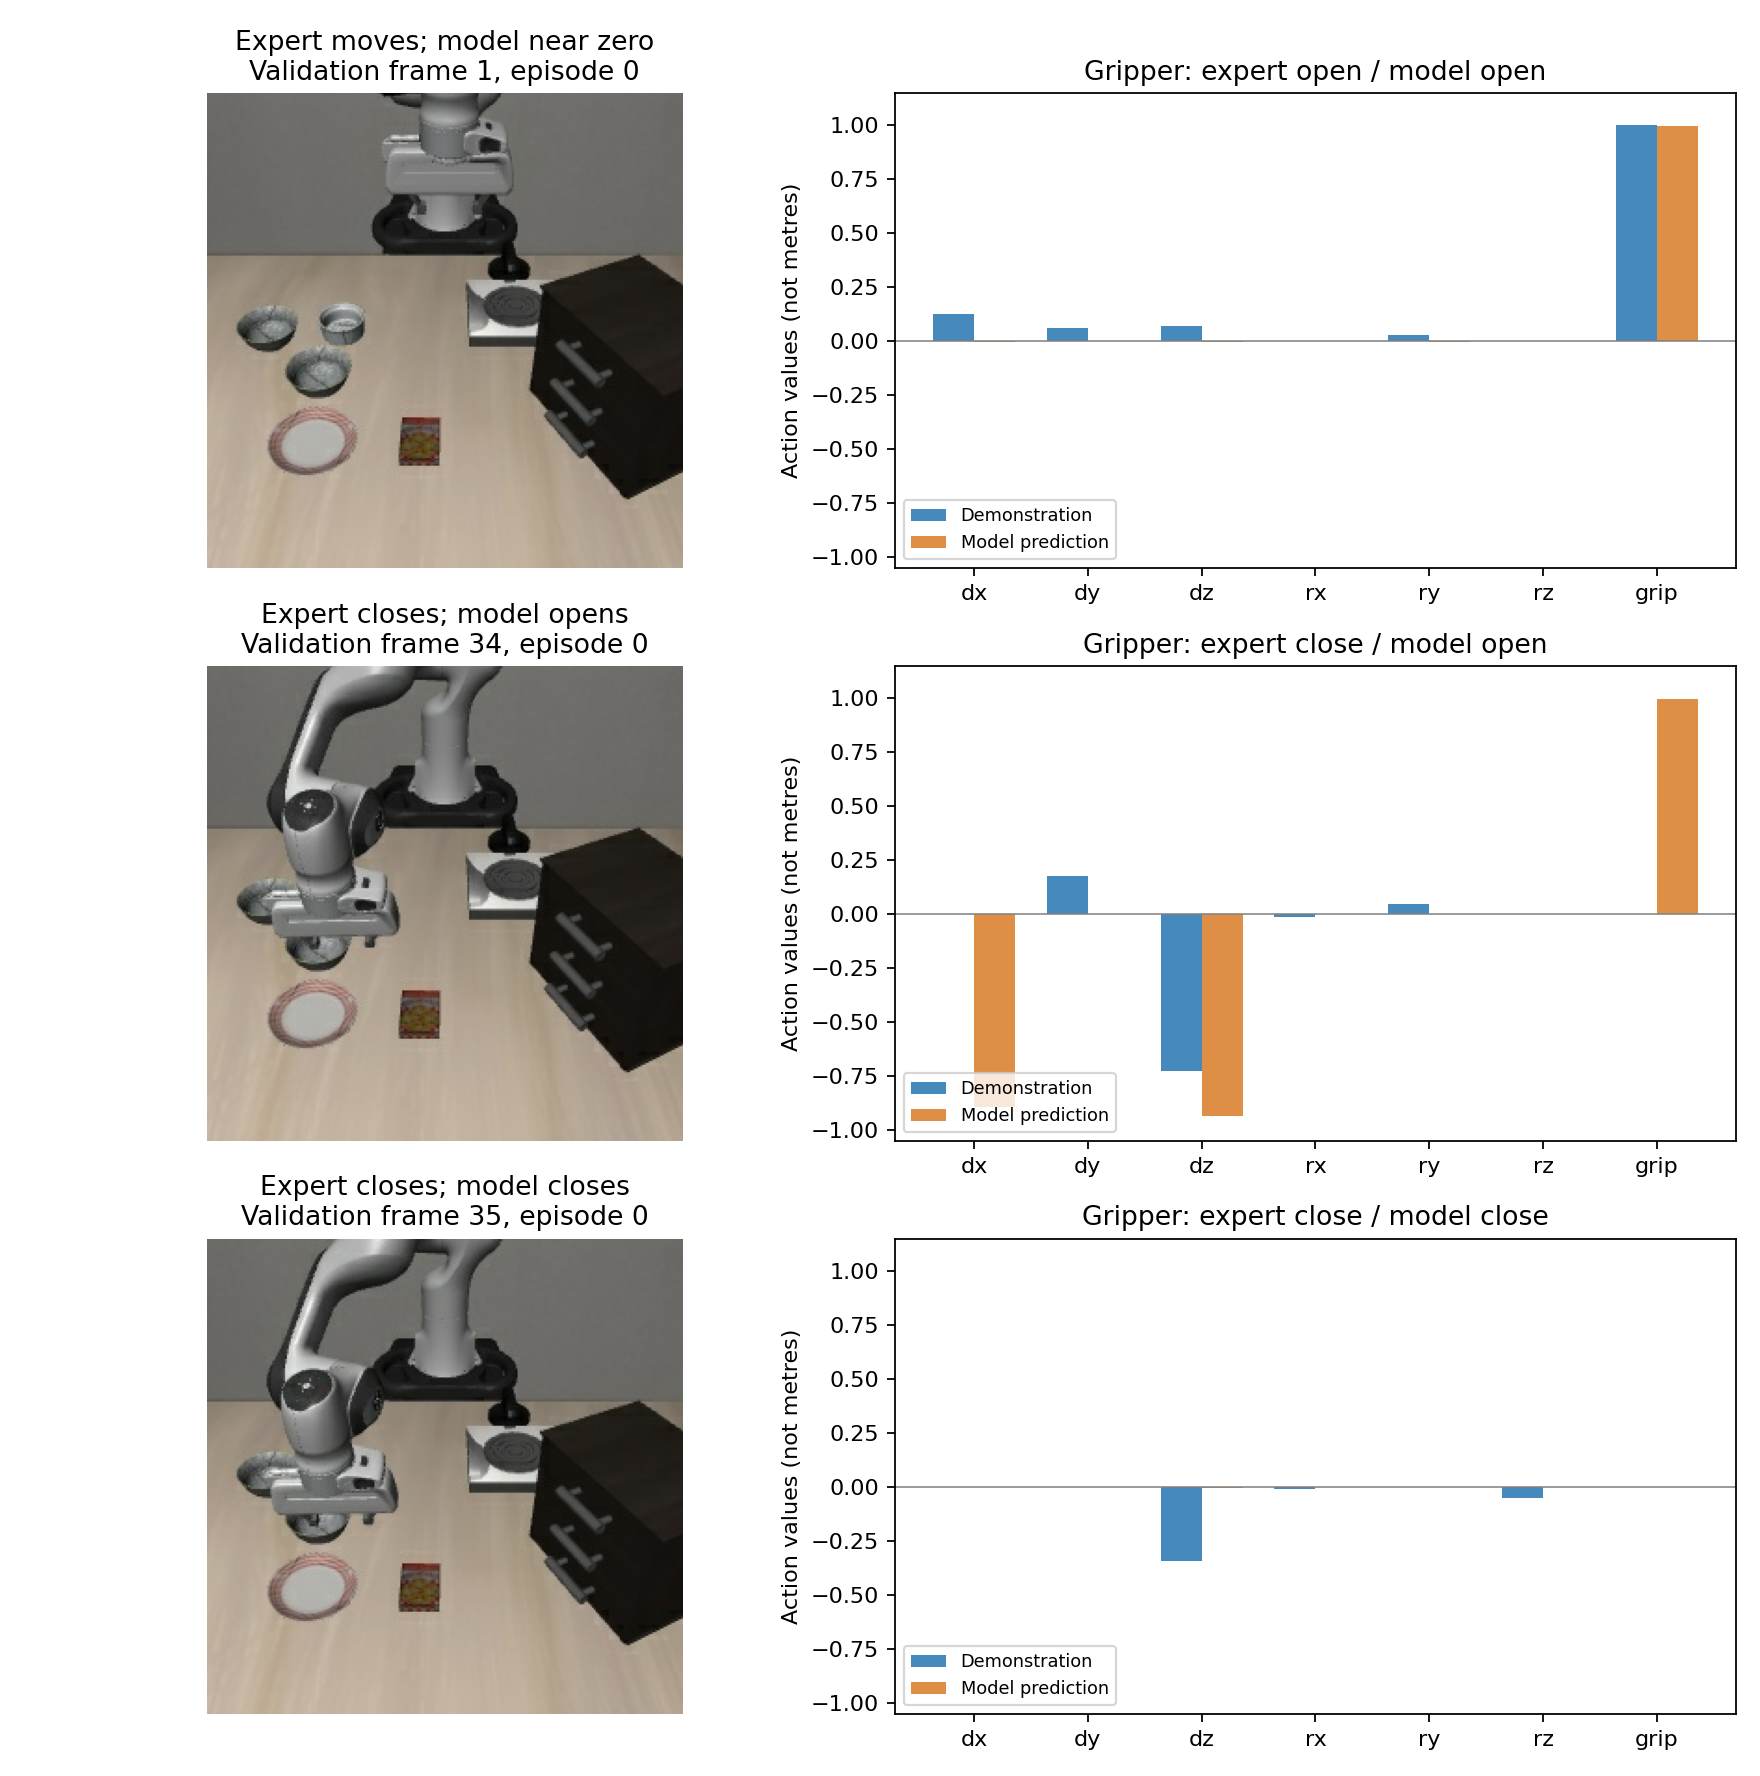 Expert moves; model near zero
Validation frame 1, episode 0
Gripper: expert open / model open
Action values (not metres)
1.00
0.75
0.50
0.25
0.00
−0.25
−0.50
−0.75
−1.00
Demonstration
Model prediction
dx dy dz rx ry rz grip
Expert closes; model opens
Validation frame 34, episode 0
Gripper: expert close / model open
Action values (not metres)
1.00
0.75
0.50
0.25
0.00
−0.25
−0.50
−0.75
−1.00
Demonstration
Model prediction
dx dy dz rx ry rz grip
Expert closes; model closes
Validation frame 35, episode 0
Gripper: expert close / model close
Action values (not metres)
1.00
0.75
0.50
0.25
0.00
−0.25
−0.50
−0.75
−1.00
Demonstration
Model prediction
dx dy dz rx ry rz grip